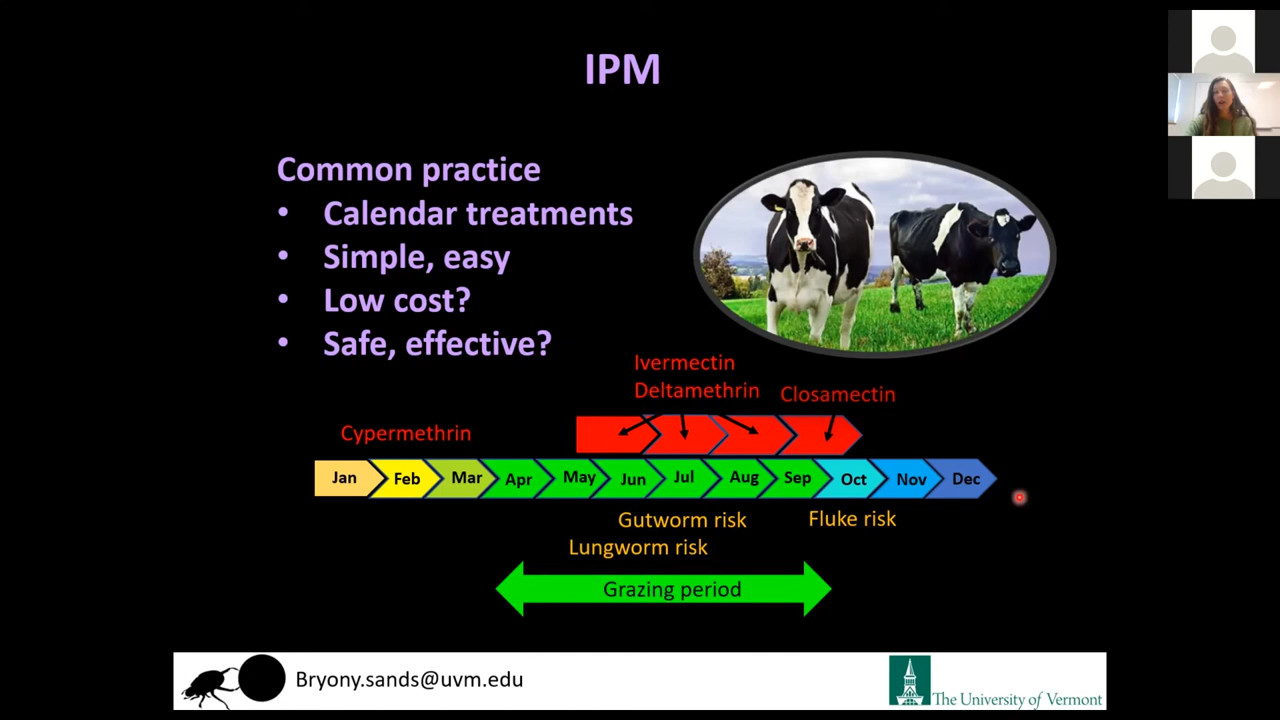 IPM
Common practice
• Calendar treatments
• Simple, easy
• Low cost?
• Safe, effective?
Ivermectin
Deltamethrin
Closamectin
Cypermethrin
Jan Feb Mar Apr May Jun Jul Aug Sep Oct Nov Dec
Gutworm risk
Fluke risk
Lungworm risk
Grazing period
Bryony.sands@uvm.edu
The University of Vermont